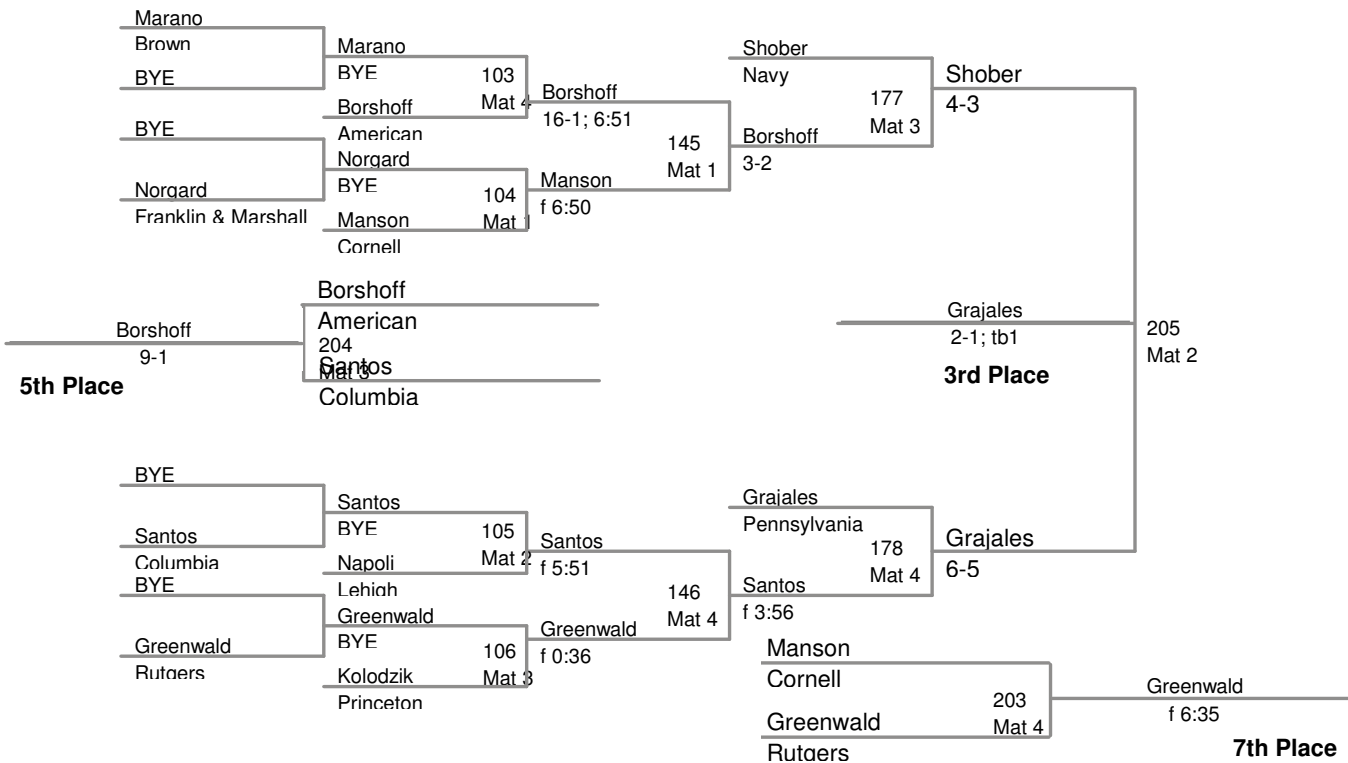 Marano
Brown
BYE
BYE
Norgard
Franklin & Marshall
Marano
BYE
103
Mat 4
Borshoff
American
Norgard
BYE
104
Mat 1
Manson
Cornell
Borshoff
16-1; 6:51
145
Mat 1
Manson
f 6:50
Shober
Navy
177
Mat 3
Borshoff
3-2
Shober
4-3
Borshoff
American
204
Mat 3
Santos
Columbia
Borshoff
9-1
5th Place
Grajales
2-1; tb1
3rd Place
205
Mat 2
BYE
Santos
Columbia
BYE
Greenwald
Rutgers
Santos
BYE
105
Mat 2
Napoli
Lehigh
Greenwald
BYE
106
Mat 3
Kolodzik
Princeton
Santos
f 5:51
146
Mat 4
Greenwald
f 0:36
Grajales
Pennsylvania
178
Mat 4
Santos
f 3:56
Grajales
6-5
Manson
Cornell
203
Mat 4
Greenwald
Rutgers
Greenwald
f 6:35
7th Place